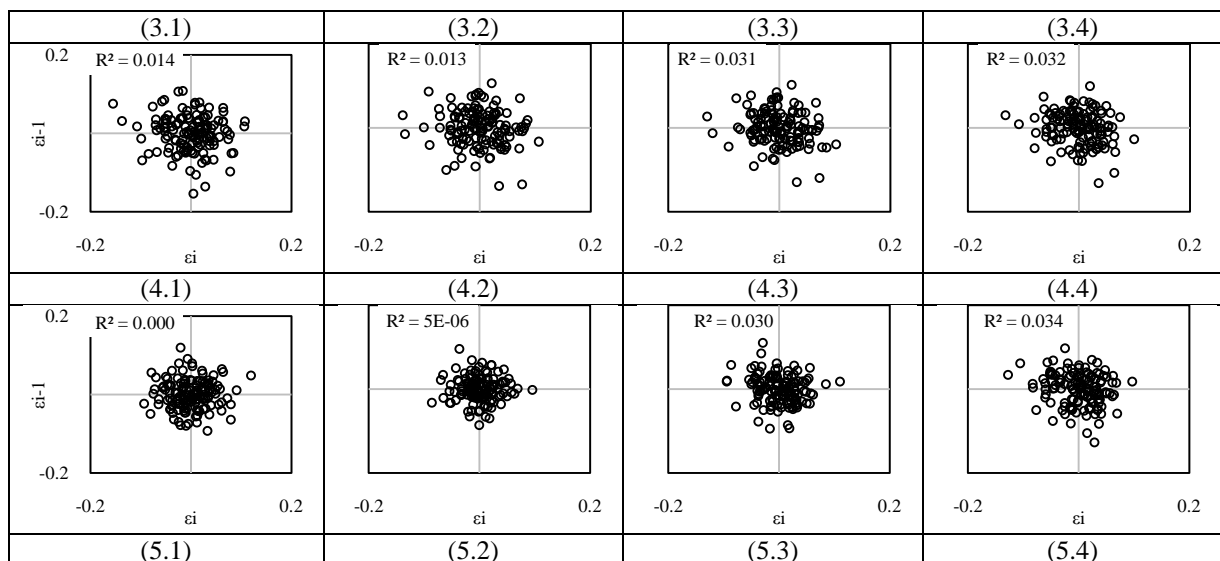 (3.1) (3.2) (3.3) (3.4)
0.2
R² = 0.014 R² = 0.013 R² = 0.031 R² = 0.032
εi-1
-0.2
-0.2 0.2 -0.2 0.2 -0.2 0.2 -0.2 0.2
εi εi εi εi
(4.1) (4.2) (4.3) (4.4)
0.2
R² = 0.000 R² = 5E-06 R² = 0.030 R² = 0.034
εi-1
-0.2
-0.2 0.2 -0.2 0.2 -0.2 0.2 -0.2 0.2
εi εi εi εi
(5.1) (5.2) (5.3) (5.4)